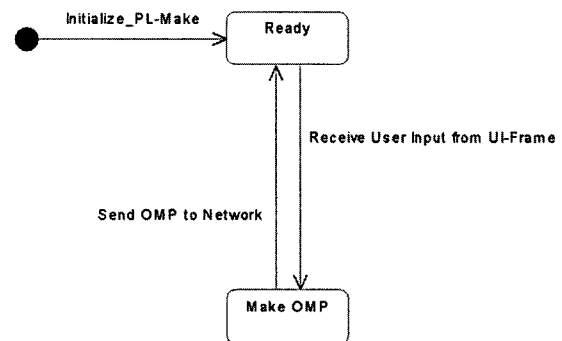 Initialize_PL-Make
Ready
Receive User Input from UI-Frame
Send OMP to Network
Make OMP